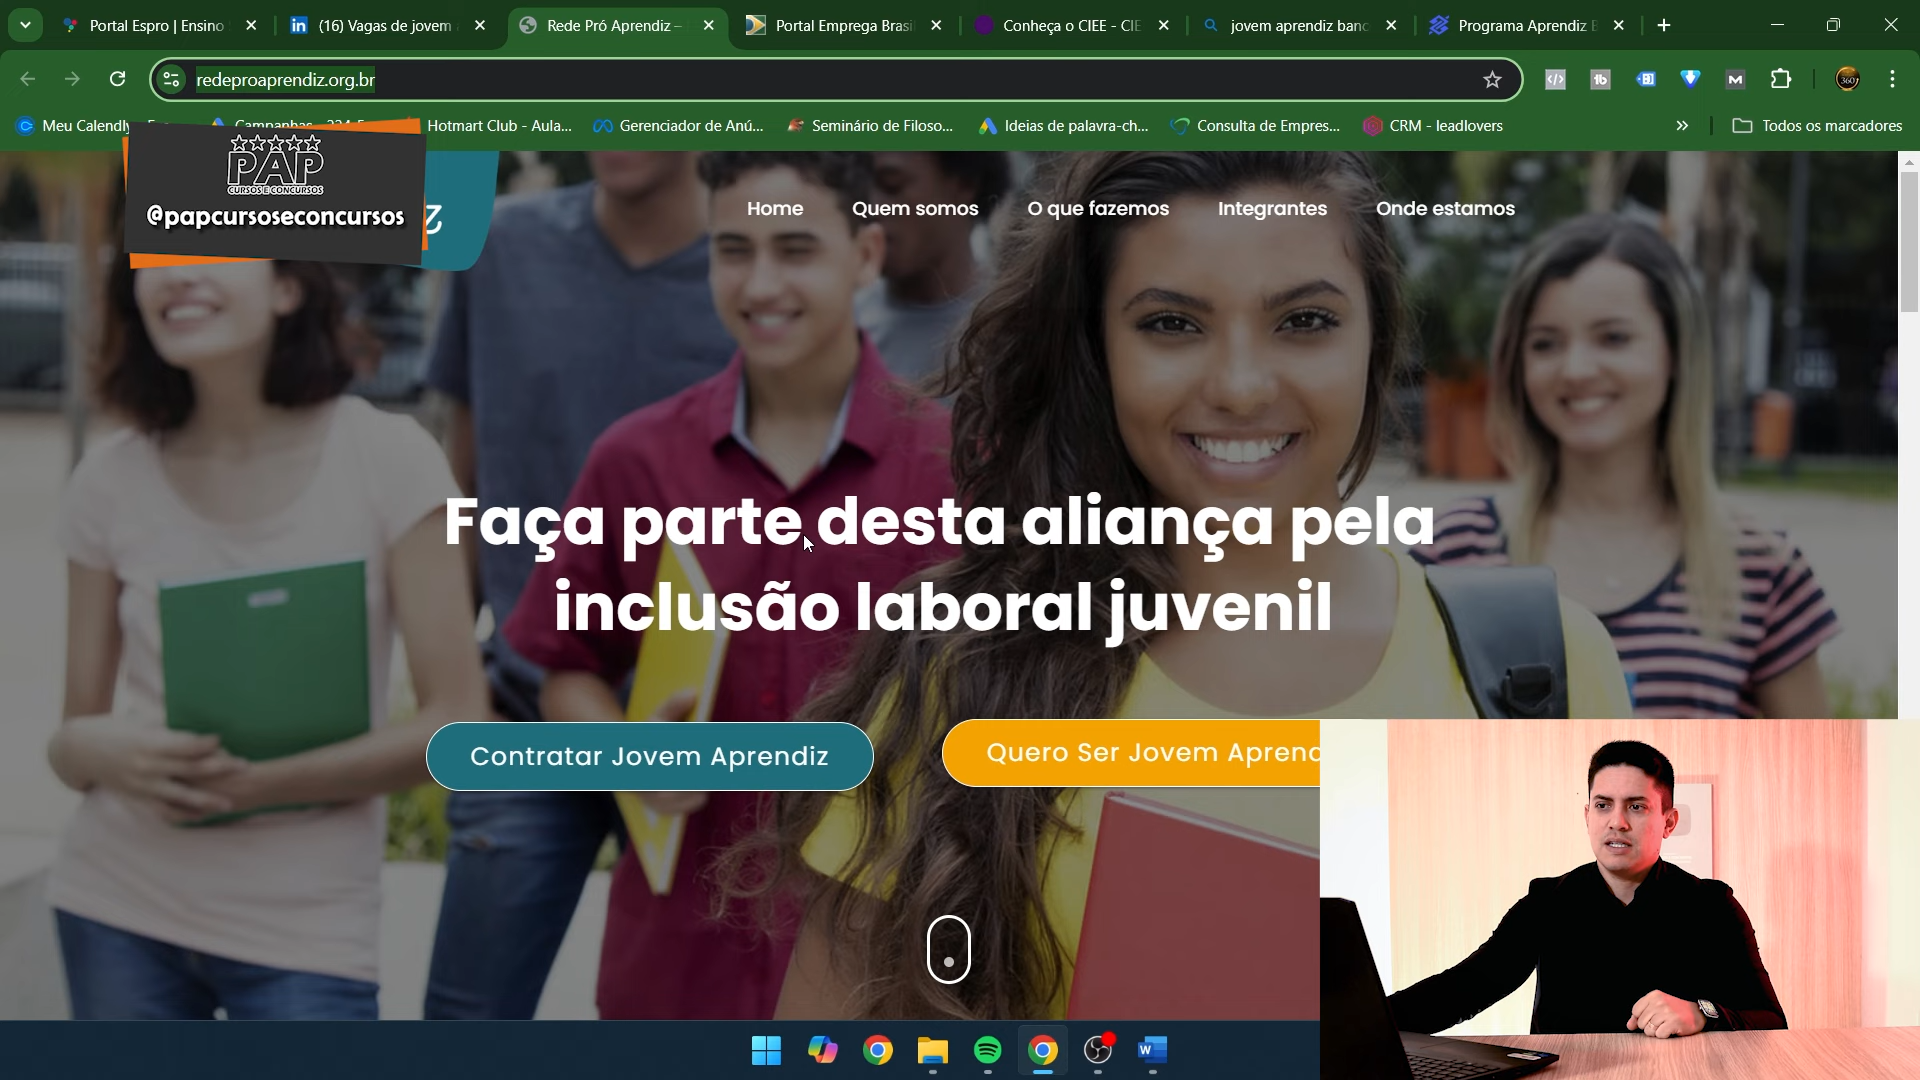 Portal Espro | Ensino
(16) Vagas de jovem
Rede Pró Aprendiz –
Portal Emprega Brasil
Conheça o CIEE - CIE
jovem aprendiz banc
Programa Aprendiz B
redeproaprendiz.org.br
Meu Calendly
Hotmart Club - Aula...
Gerenciador de Anú...
Seminário de Filoso...
Ideias de palavra-ch...
Consulta de Empres...
CRM - leadlovers
Todos os marcadores
PAP
CURSOS E CONCURSOS
@papcursoseconcursos
Home
Quem somos
O que fazemos
Integrantes
Onde estamos
Faça parte desta aliança pela
inclusão laboral juvenil
Contratar Jovem Aprendiz
Quero Ser Jovem Aprend